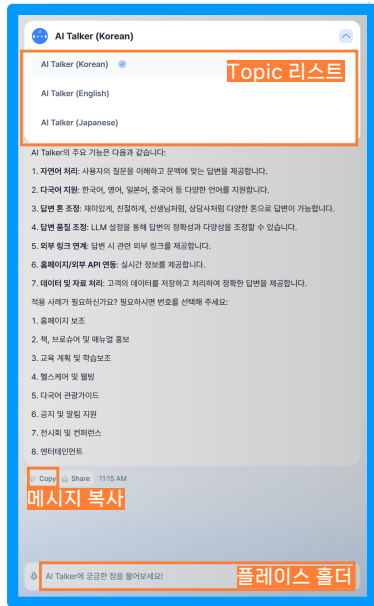 AI Talker (Korean)
AI Talker (Korean)
Topic 리스트
AI Talker (English)
AI Talker (Japanese)
AI Talker의 주요 기능은 다음과 같습니다:
1. 자연어 처리: 사용자의 질문을 이해하고 문맥에 맞는 답변을 제공합니다.
2. 다국어 지원: 한국어, 영어, 일본어, 중국어 등 다양한 언어를 지원합니다.
3. 답변 톤 조정: 재미있게, 친절하게, 선생님처럼, 상담사처럼 다양한 톤으로 답변이 가능합니다.
4. 답변 품질 조정: LLM 설정을 통해 답변의 정확성과 다양성을 조정할 수 있습니다.
5. 외부 링크 연계: 답변 시 관련 외부 링크를 제공합니다.
6. 홈페이지/외부 API 연동: 실시간 정보를 제공합니다.
7. 데이터 및 자료 처리: 고객의 데이터를 저장하고 처리하여 정확한 답변을 제공합니다.
적용 사례가 필요하신가요? 필요하시면 번호를 선택해 주세요:
1. 홈페이지 보조
2. 책, 브로슈어 및 매뉴얼 홍보
3. 교육 계획 및 학습보조
4. 헬스케어 및 웰빙
5. 다국어 관광가이드
6. 공지 및 알림 지원
7. 전시회 및 컨퍼런스
8. 엔터테인먼트
Copy Share 11:15 AM
메시지 복사
AI Talker에 궁금한 점을 물어보세요!
플레이스 홀더